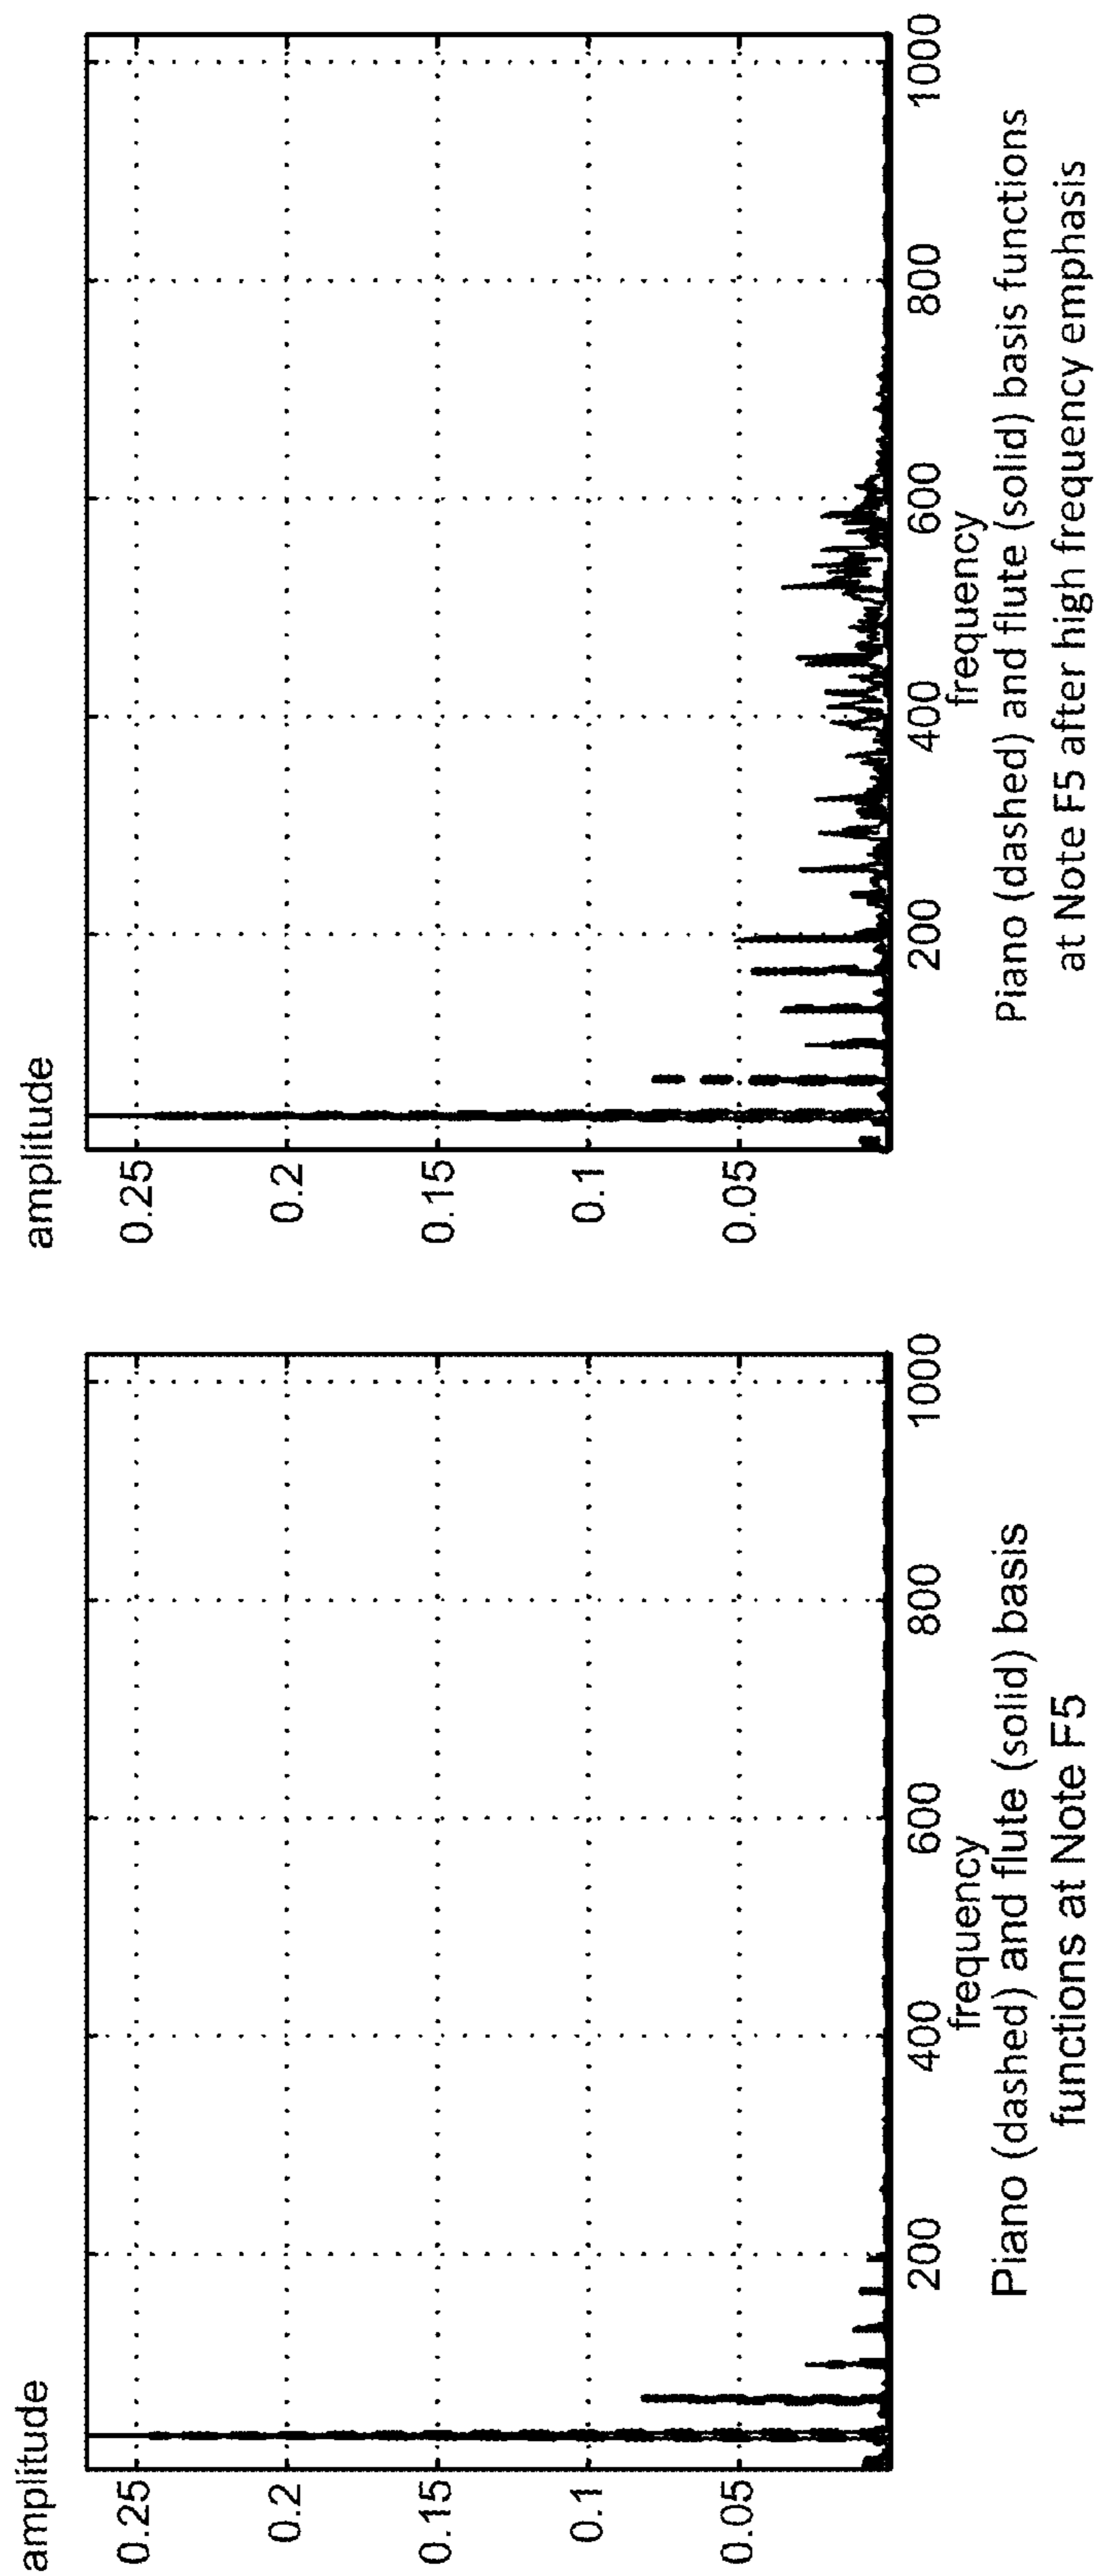 amplitude
0.25
0.2
0.15
0.1
0.05
200
400
600
800
1000
frequency
Piano (dashed) and flute (solid) basis
functions at Note F5
amplitude
0.25
0.2
0.15
0.1
0.05
200
400
600
800
1000
frequency
Piano (dashed) and flute (solid) basis functions
at Note F5 after high frequency emphasis